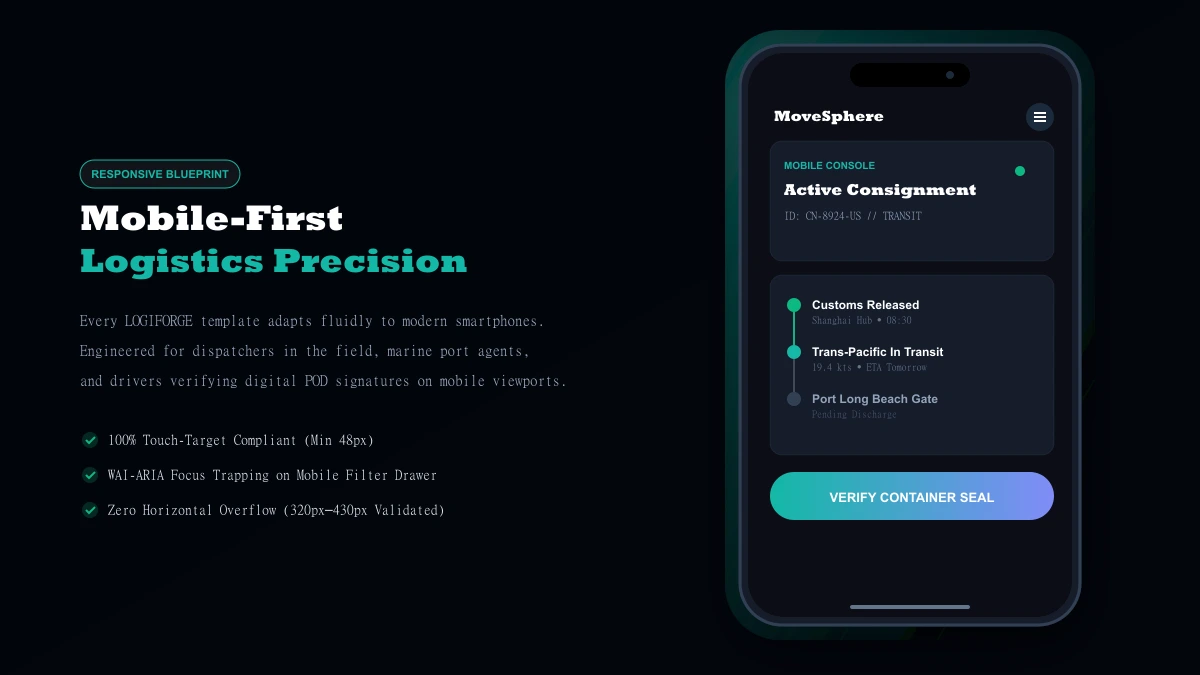 RESPONSIVE BLUEPRINT
Mobile-First
Logistics Precision
Every LOGIFORGE template adapts fluidly to modern smartphones.
Engineered for dispatchers in the field, marine port agents,
and drivers verifying digital POD signatures on mobile viewports.
100% Touch-Target Compliant (Min 48px)
WAI-ARIA Focus Trapping on Mobile Filter Drawer
Zero Horizontal Overflow (320px–430px Validated)
MoveSphere
MOBILE CONSOLE
Active Consignment
ID: CN-8924-US // TRANSIT
Customs Released
Shanghai Hub • 08:30
Trans-Pacific In Transit
19.4 kts • ETA Tomorrow
Port Long Beach Gate
Pending Discharge
VERIFY CONTAINER SEAL